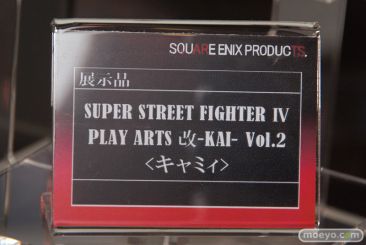 SQUARE ENIX PRODUCTS.
展示品
SUPER STREET FIGHTER IV
PLAY ARTS 改-KAI- Vol.2
<キャミィ>
moeyo.com